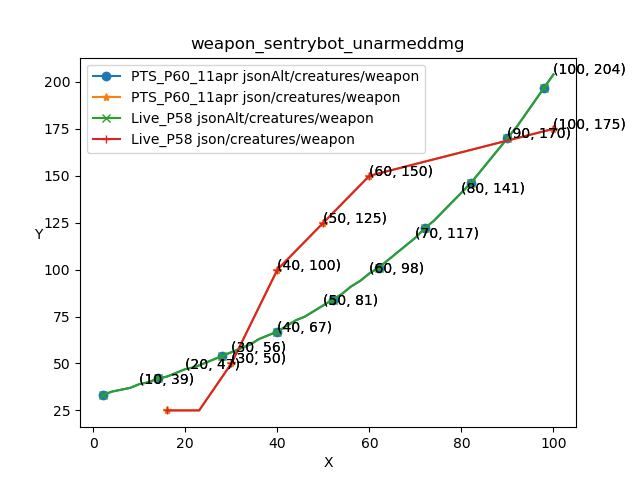 weapon_sentrybot_unarmeddmg
PTS_P60_11apr jsonAlt/creatures/weapon
PTS_P60_11apr json/creatures/weapon
Live_P58 jsonAlt/creatures/weapon
Live_P58 json/creatures/weapon
(100, 204)
(100, 175)
(90, 170)
(60, 150)
(80, 141)
(50, 125)
(70, 117)
(40, 100)
(60, 98)
(50, 81)
(40, 67)
(30, 56)
(30, 50)
(20, 47)
(10, 39)
200
175
150
125
100
75
50
25
Y
0 20 40 60 80 100
X